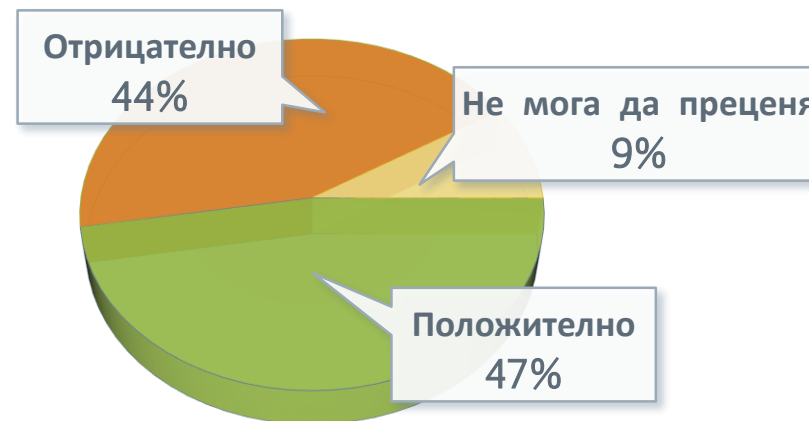 Отрицателно
44%
Не мога да преценя
9%
Положително
47%